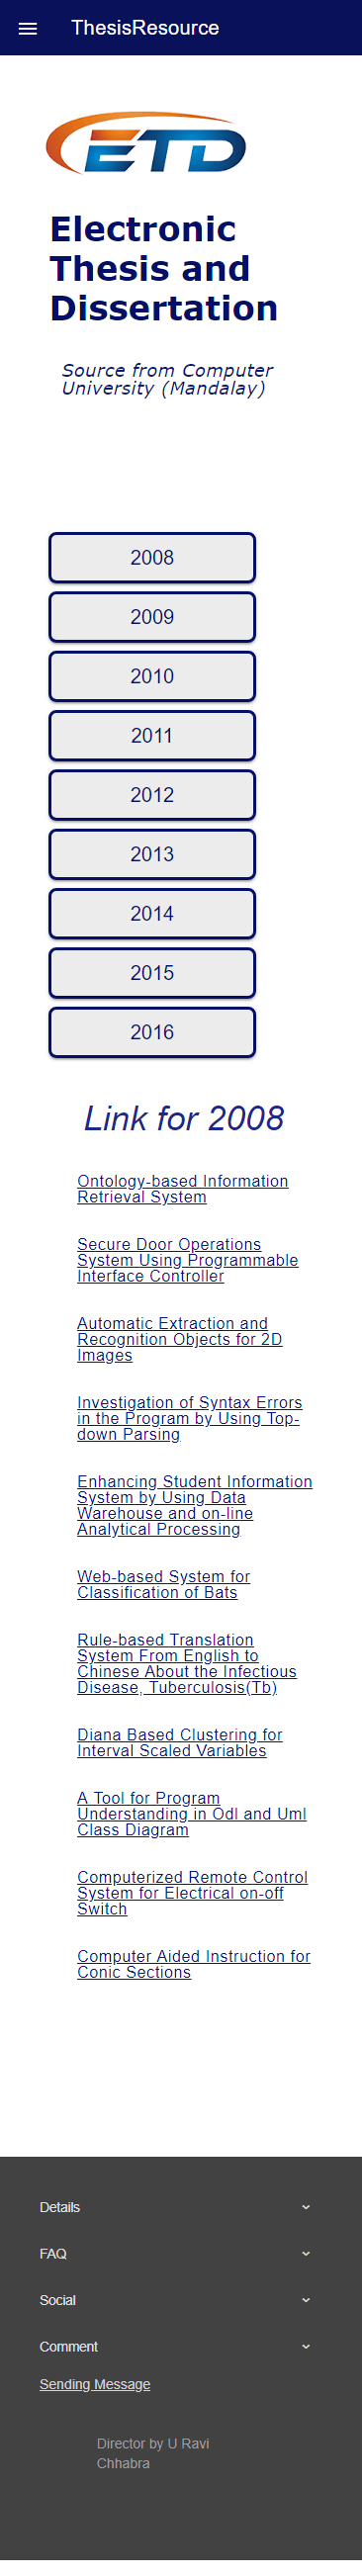 ThesisResource
ETD
Electronic
Thesis and
Dissertation
Source from Computer
University (Mandalay)
2008
2009
2010
2011
2012
2013
2014
2015
2016
Link for 2008
Ontology-based Information
Retrieval System
Secure Door Operations
System Using Programmable
Interface Controller
Automatic Extraction and
Recognition Objects for 2D
Images
Investigation of Syntax Errors
in the Program by Using Top-
down Parsing
Enhancing Student Information
System by Using Data
Warehouse and on-line
Analytical Processing
Web-based System for
Classification of Bats
Rule-based Translation
System From English to
Chinese About the Infectious
Disease, Tuberculosis(Tb)
Diana Based Clustering for
Interval Scaled Variables
A Tool for Program
Understanding in Odl and Uml
Class Diagram
Computerized Remote Control
System for Electrical on-off
Switch
Computer Aided Instruction for
Conic Sections
Details
FAQ
Social
Comment
Sending Message
Director by U Ravi
Chhabra